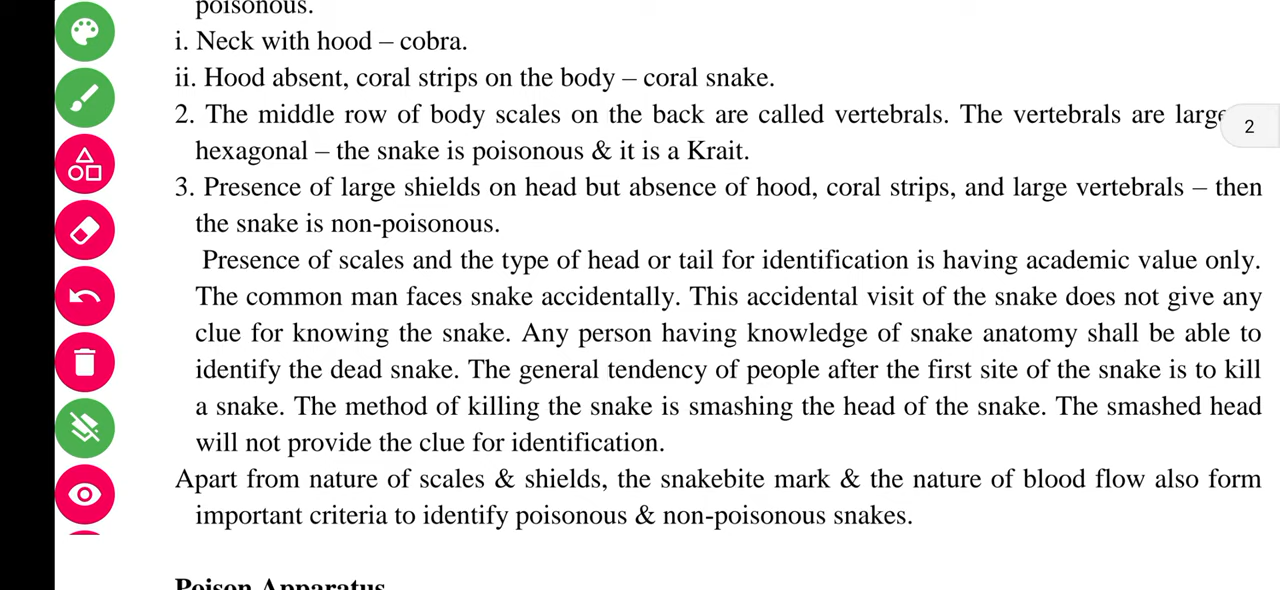 poisonous.
i. Neck with hood – cobra.
ii. Hood absent, coral strips on the body – coral snake.
2. The middle row of body scales on the back are called vertebrals. The vertebrals are large
2
hexagonal – the snake is poisonous & it is a Krait.
3. Presence of large shields on head but absence of hood, coral strips, and large vertebrals – then
the snake is non-poisonous.
Presence of scales and the type of head or tail for identification is having academic value only.
The common man faces snake accidentally. This accidental visit of the snake does not give any
clue for knowing the snake. Any person having knowledge of snake anatomy shall be able to
identify the dead snake. The general tendency of people after the first site of the snake is to kill
a snake. The method of killing the snake is smashing the head of the snake. The smashed head
will not provide the clue for identification.
Apart from nature of scales & shields, the snakebite mark & the nature of blood flow also form
important criteria to identify poisonous & non-poisonous snakes.
Poison Apparatus